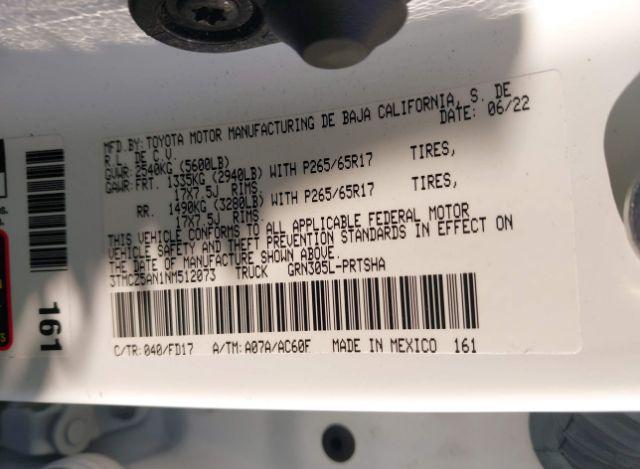 MFD.BY:TOYOTA MOTOR MANUFACTURING DE BAJA CALIFORNIA, S. DE
R.L. DE C.V. DATE: 06/22
GVWR:2540KG (5600LB)
GAWR:FRT. 1335KG (2940LB) WITH P265/65R17 TIRES,
17X7.5J RIMS.
RR. 1490KG (3280LB) WITH P265/65R17 TIRES,
17X7.5J RIMS.
THIS VEHICLE CONFORMS TO ALL APPLICABLE FEDERAL MOTOR
VEHICLE SAFETY AND THEFT PREVENTION STANDARDS IN EFFECT ON
THE DATE OF MANUFACTURE SHOWN ABOVE.
3TMCZ5AN1NM512073 TRUCK GRN305L-PRTSHA
C/TR:040/FD17 A/TM:A07A/AC60F MADE IN MEXICO 161
161